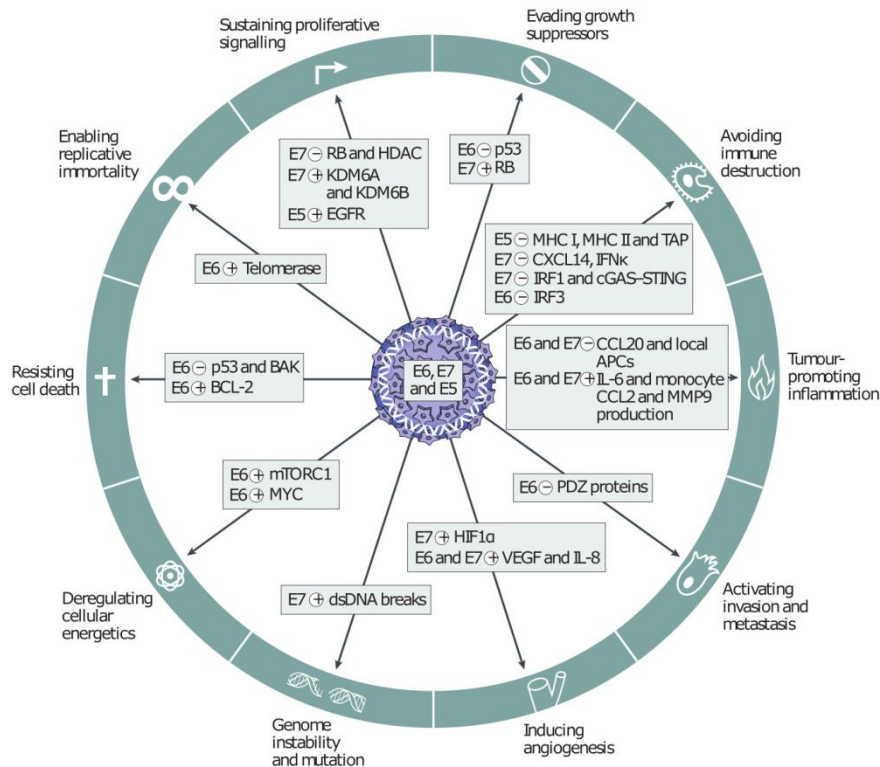 Sustaining proliferative
signalling
Evading growth
suppressors
Enabling
replicative
immortality
Avoiding
immune
destruction
E7 ⊖ RB and HDAC
E7 ⊕ KDM6A
and KDM6B
E5 ⊕ EGFR
E6 ⊖ p53
E7 ⊕ RB
E6 ⊕ Telomerase
E5 ⊖ MHC I, MHC II and TAP
E7 ⊖ CXCL14, IFNκ
E7 ⊖ IRF1 and cGAS–STING
E6 ⊖ IRF3
Resisting
cell death
E6 ⊖ p53 and BAK
E6 ⊕ BCL-2
E6, E7
and E5
E6 and E7 ⊖ CCL20 and local
APCs
E6 and E7 ⊕ IL-6 and monocyte
CCL2 and MMP9
production
Tumour-
promoting
inflammation
E6 ⊕ mTORC1
E6 ⊕ MYC
E6 ⊖ PDZ proteins
E7 ⊕ HIF1α
E6 and E7 ⊕ VEGF and IL-8
E7 ⊕ dsDNA breaks
Deregulating
cellular
energetics
Activating
invasion and
metastasis
Genome
instability
and mutation
Inducing
angiogenesis